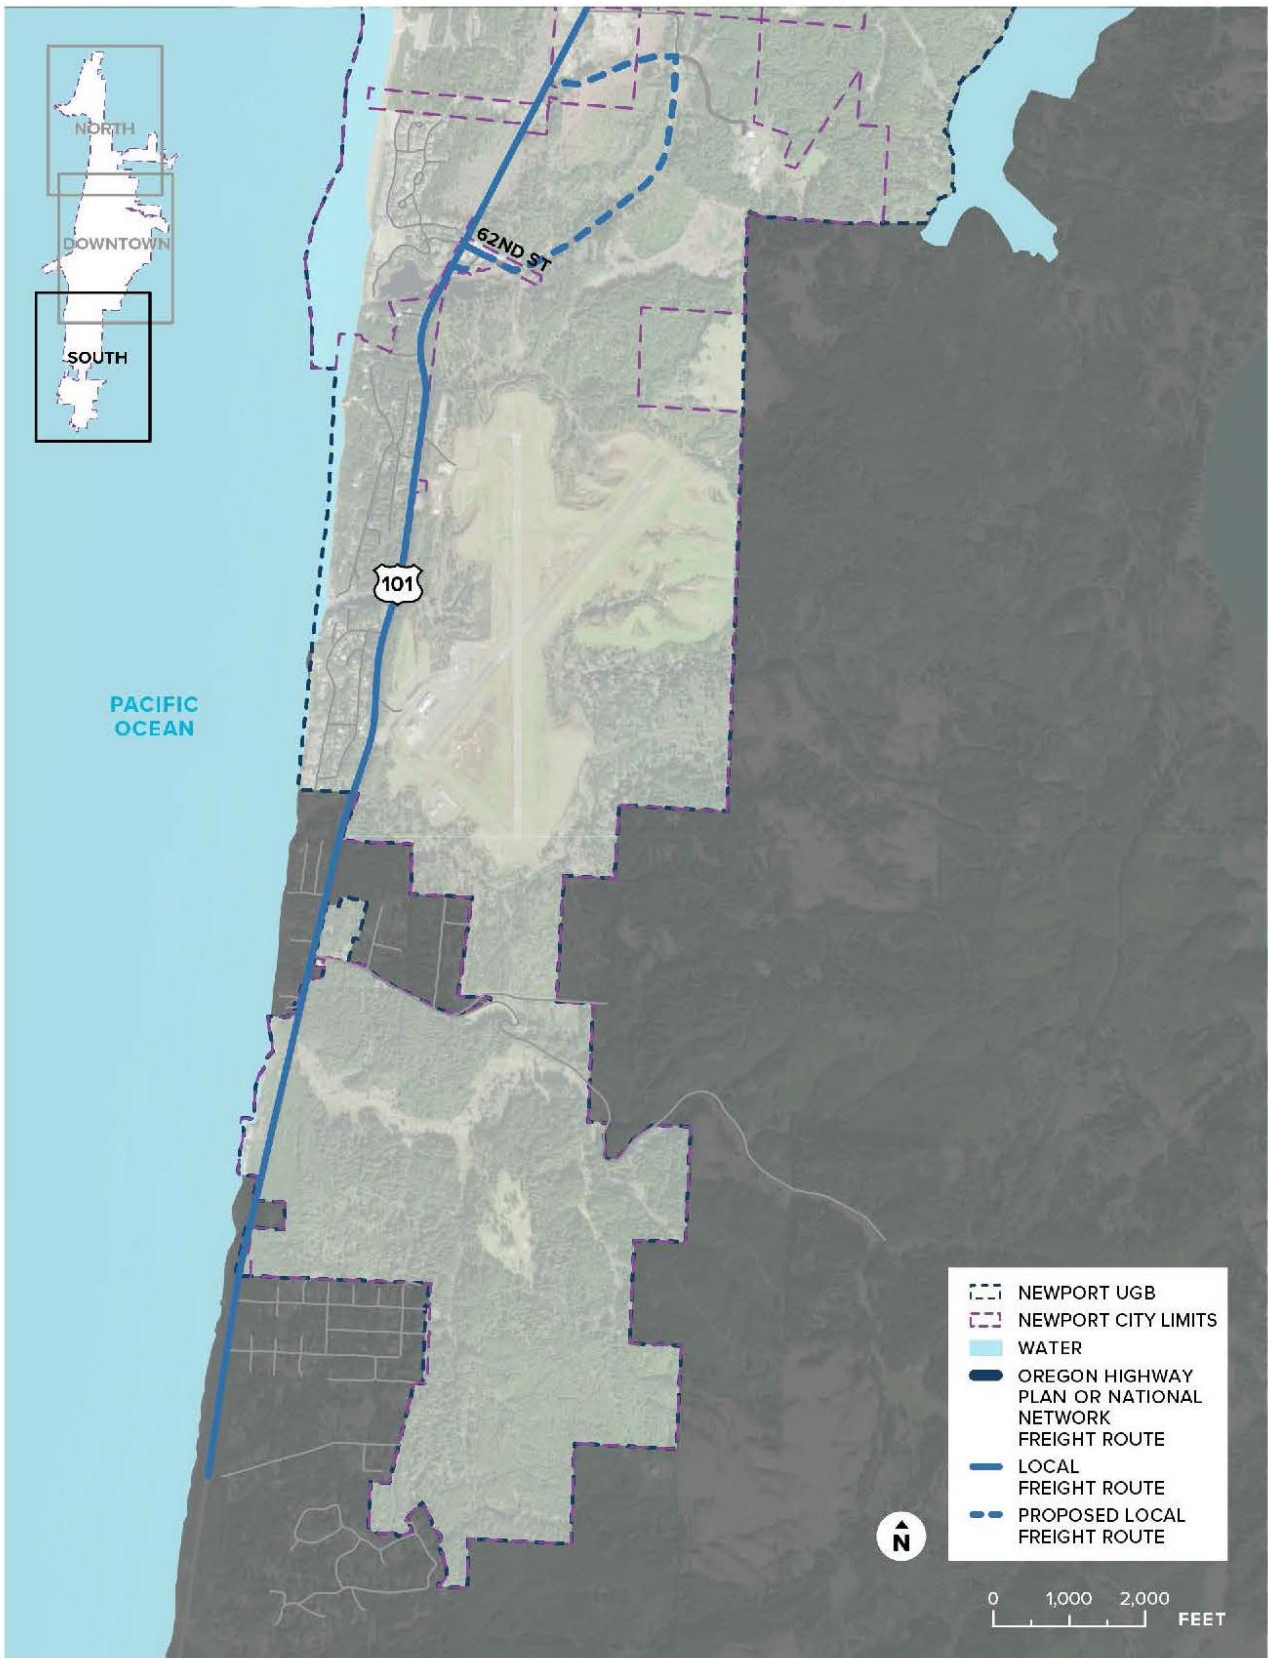 NORTH
DOWNTOWN
SOUTH
62ND ST
101
PACIFIC
OCEAN
NEWPORT UGB
NEWPORT CITY LIMITS
WATER
OREGON HIGHWAY
PLAN OR NATIONAL
NETWORK
FREIGHT ROUTE
LOCAL
FREIGHT ROUTE
PROPOSED LOCAL
FREIGHT ROUTE
N
0 1,000 2,000
FEET